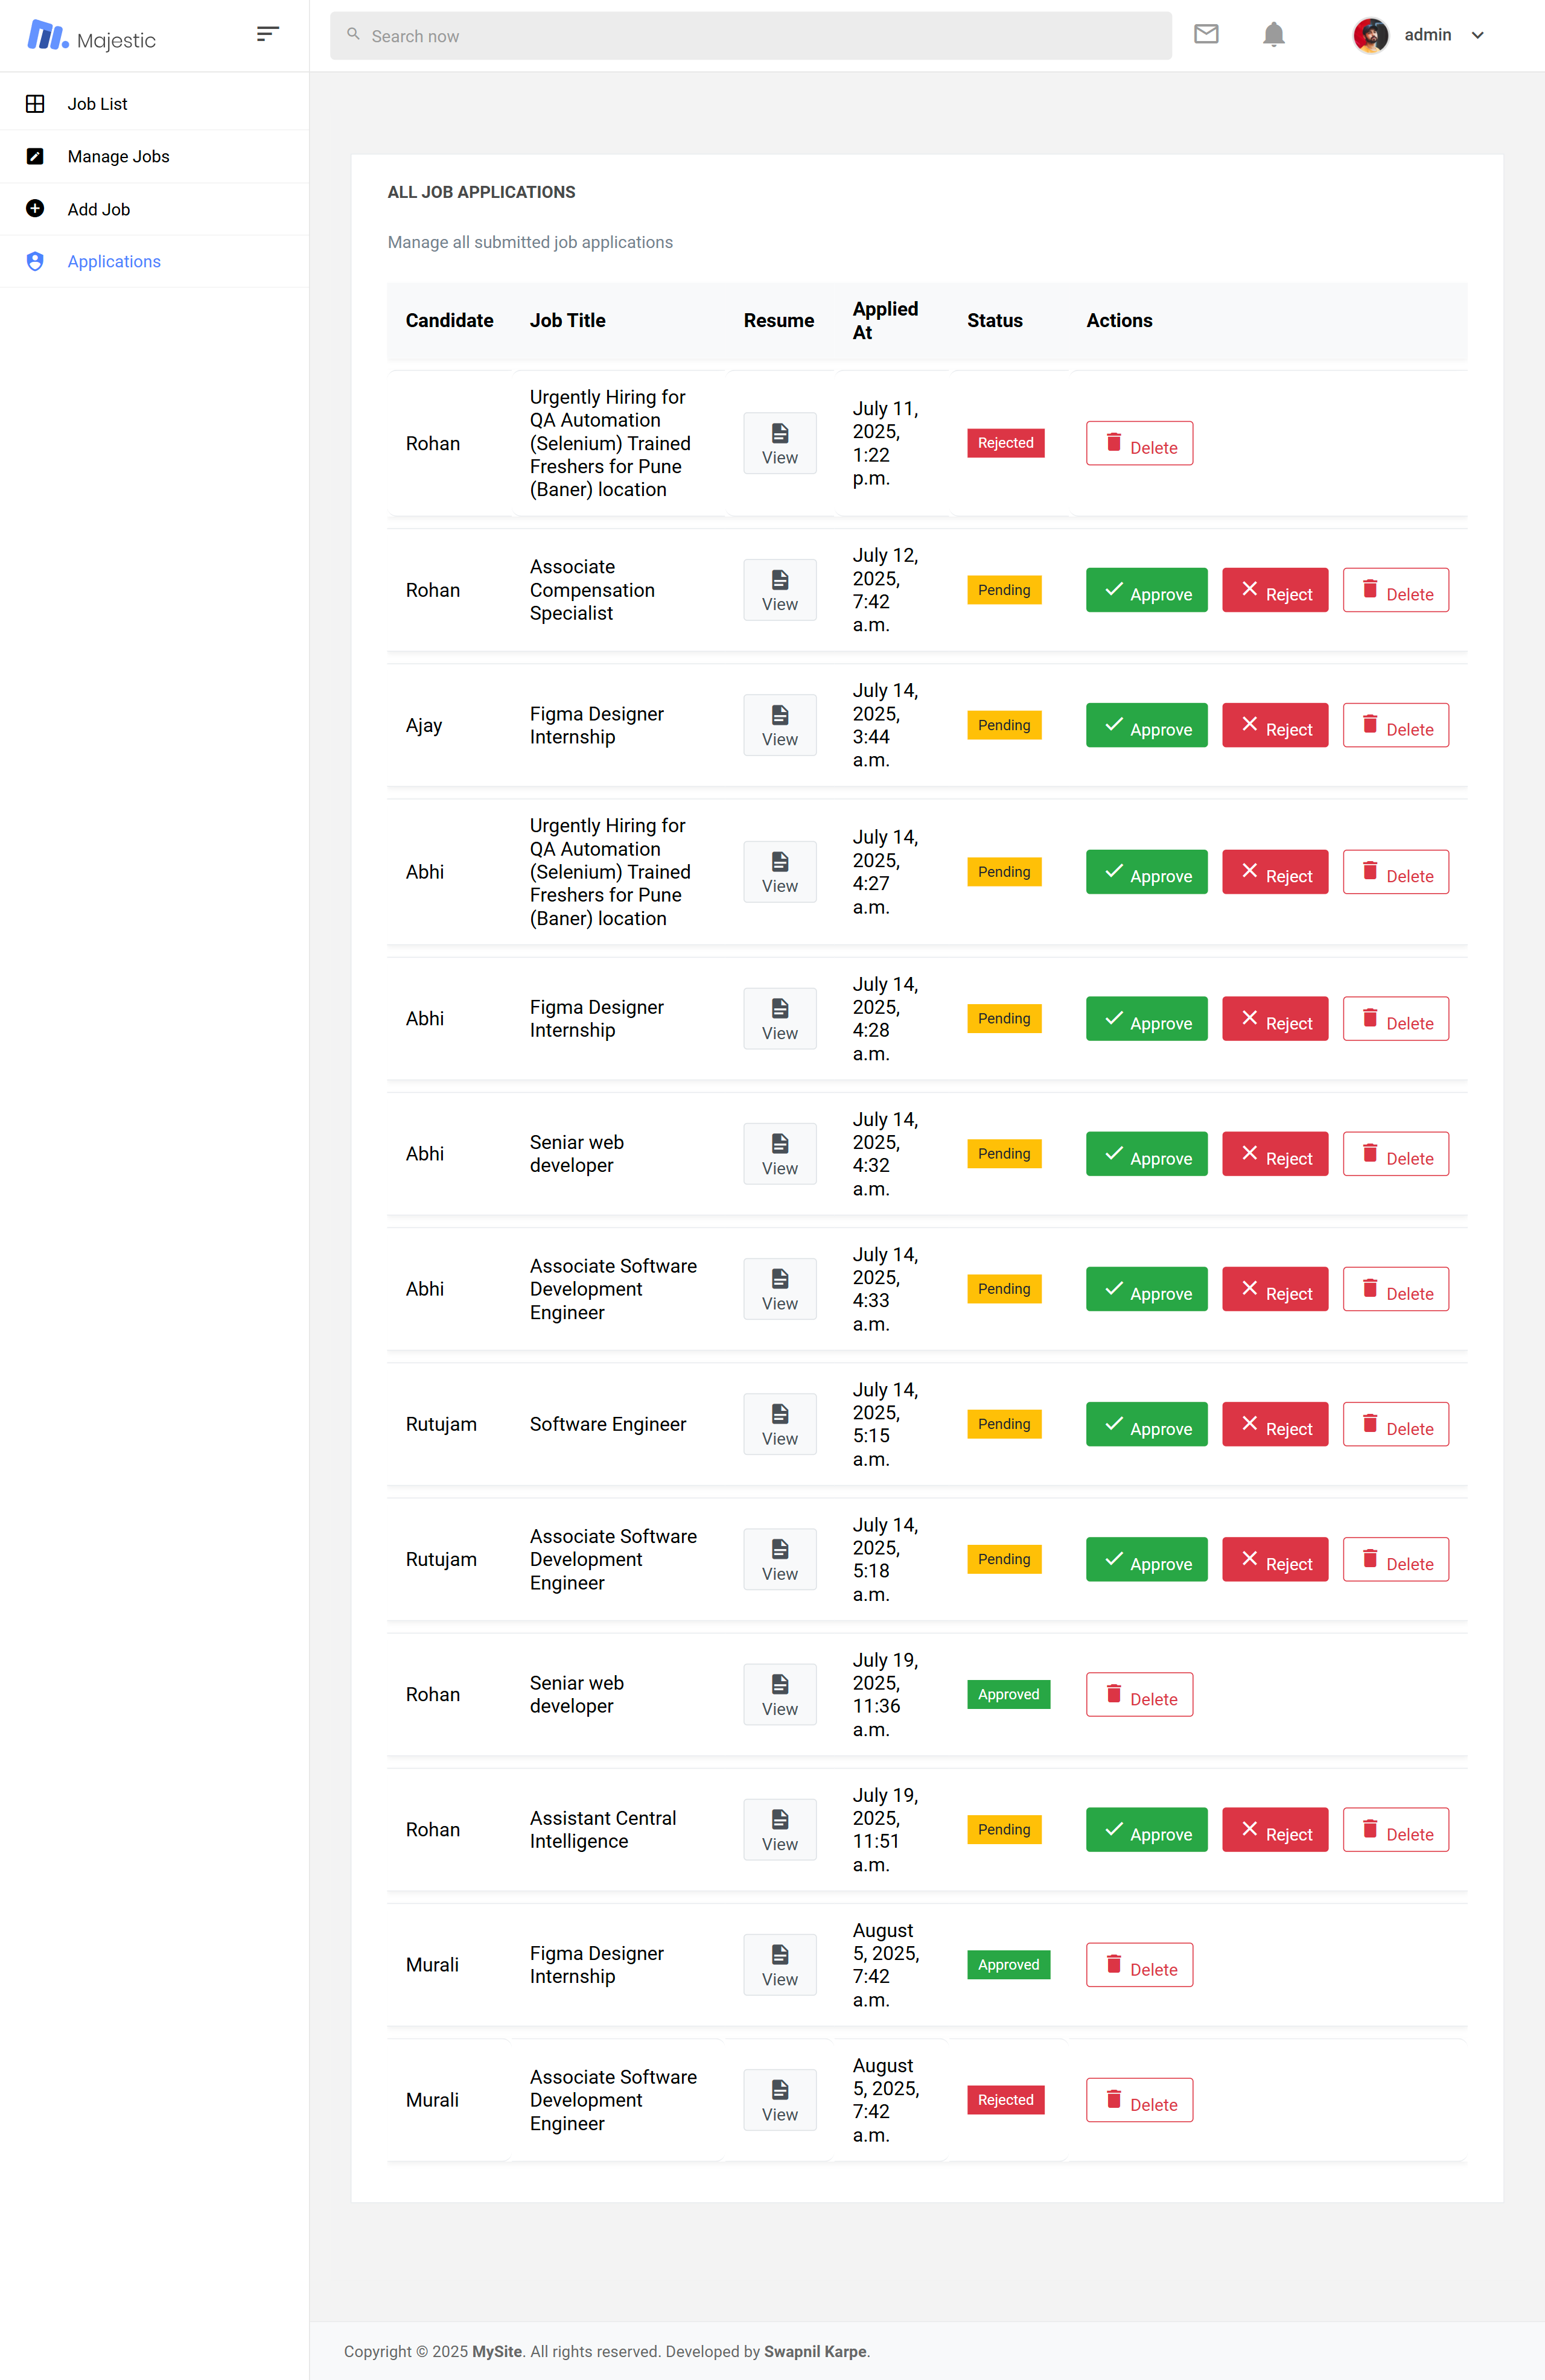 Majestic
Search now
admin
Job List
Manage Jobs
Add Job
Applications
ALL JOB APPLICATIONS
Manage all submitted job applications
Candidate Job Title Resume Applied At Status Actions
Rohan
Urgently Hiring for
QA Automation
(Selenium) Trained
Freshers for Pune
(Baner) location
View
July 11,
2025,
1:22
p.m.
Rejected
Delete
Rohan
Associate
Compensation
Specialist
View
July 12,
2025,
7:42
a.m.
Pending
Approve Reject Delete
Ajay
Figma Designer
Internship
View
July 14,
2025,
3:44
a.m.
Pending
Approve Reject Delete
Abhi
Urgently Hiring for
QA Automation
(Selenium) Trained
Freshers for Pune
(Baner) location
View
July 14,
2025,
4:27
a.m.
Pending
Approve Reject Delete
Abhi
Figma Designer
Internship
View
July 14,
2025,
4:28
a.m.
Pending
Approve Reject Delete
Abhi
Seniar web
developer
View
July 14,
2025,
4:32
a.m.
Pending
Approve Reject Delete
Abhi
Associate Software
Development
Engineer
View
July 14,
2025,
4:33
a.m.
Pending
Approve Reject Delete
Rutujam
Software Engineer
View
July 14,
2025,
5:15
a.m.
Pending
Approve Reject Delete
Rutujam
Associate Software
Development
Engineer
View
July 14,
2025,
5:18
a.m.
Pending
Approve Reject Delete
Rohan
Seniar web
developer
View
July 19,
2025,
11:36
a.m.
Approved
Delete
Rohan
Assistant Central
Intelligence
View
July 19,
2025,
11:51
a.m.
Pending
Approve Reject Delete
Murali
Figma Designer
Internship
View
August
5, 2025,
7:42
a.m.
Approved
Delete
Murali
Associate Software
Development
Engineer
View
August
5, 2025,
7:42
a.m.
Rejected
Delete
Copyright © 2025 MySite. All rights reserved. Developed by Swapnil Karpe.